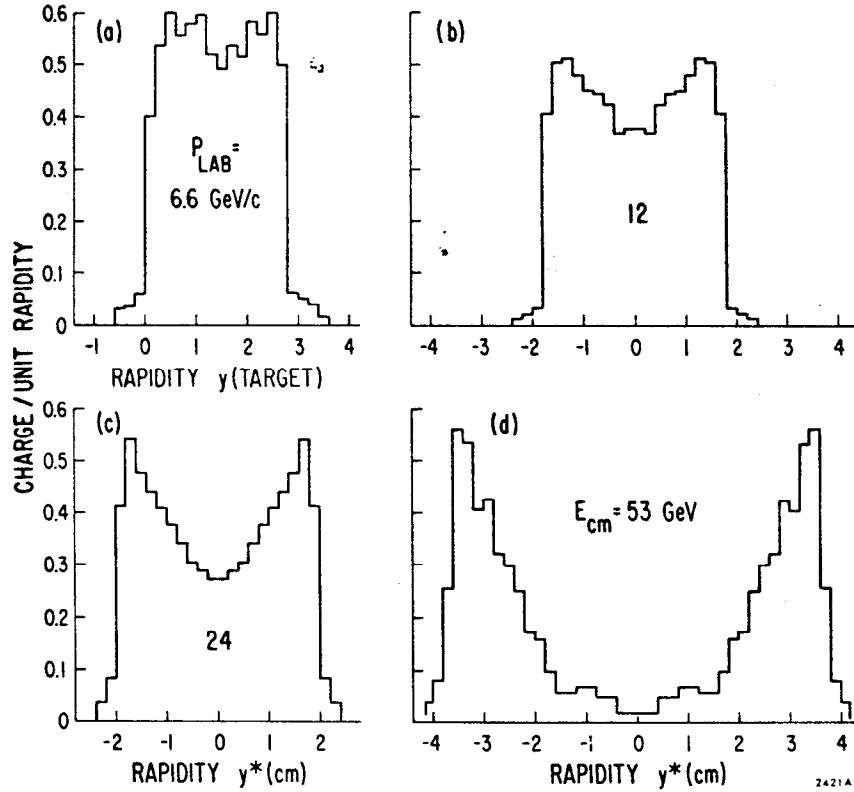 CHARGE / UNIT RAPIDITY
(a)
0.6
0.5
0.4
0.3
0.2
0.1
0
P_LAB =
6.6 GeV/c
-1 0 1 2 3 4
RAPIDITY y (TARGET)
(b)
12
-4 -3 -2 -1 0 1 2 3 4
(c)
0.6
0.5
0.4
0.3
0.2
0.1
0
24
-2 -1 0 1 2
RAPIDITY y* (cm)
(d)
E_cm = 53 GeV
-4 -3 -2 -1 0 1 2 3 4
RAPIDITY y* (cm)
2421A